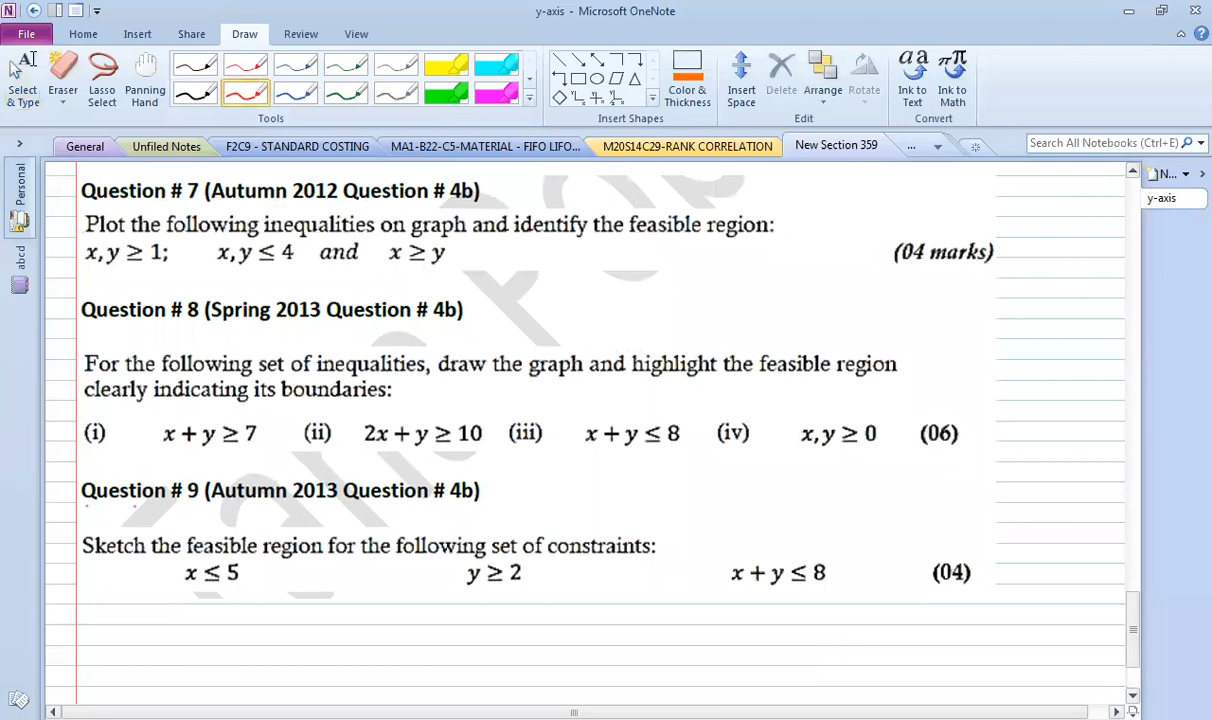 y-axis - Microsoft OneNote
File Home Insert Share Draw Review View
Select & Type
Eraser
Lasso Select
Panning Hand
Color & Thickness
Insert Space
Delete
Arrange
Rotate
Ink to Text
Ink to Math
Tools
Insert Shapes
Edit
Convert
General Unfiled Notes F2C9 - STANDARD COSTING MA1-B22-C5-MATERIAL - FIFO LIFO... M20S14C29-RANK CORRELATION New Section 359 ... Search All Notebooks (Ctrl+E)
N...
y-axis
Personal
abcd
Question # 7 (Autumn 2012 Question # 4b)
Plot the following inequalities on graph and identify the feasible region:
x, y ≥ 1; x, y ≤ 4 and x ≥ y (04 marks)
Question # 8 (Spring 2013 Question # 4b)
For the following set of inequalities, draw the graph and highlight the feasible region
clearly indicating its boundaries:
(i) x + y ≥ 7 (ii) 2x + y ≥ 10 (iii) x + y ≤ 8 (iv) x, y ≥ 0 (06)
Question # 9 (Autumn 2013 Question # 4b)
Sketch the feasible region for the following set of constraints:
x ≤ 5 y ≥ 2 x + y ≤ 8 (04)